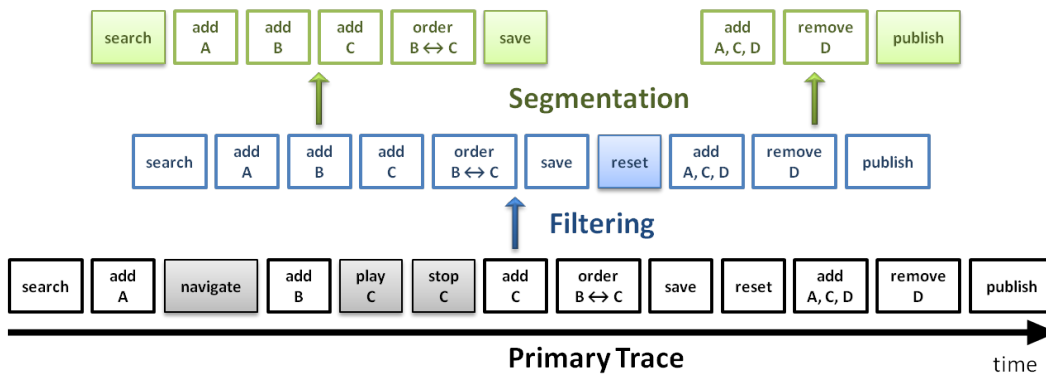 search add add add order save add remove publish
A B C B ↔ C A, C, D D
Segmentation
search add add add order save reset add remove publish
A B C B ↔ C A, C, D D
Filtering
search add navigate add play stop add order save reset add remove publish
A B C C C B ↔ C A, C, D D
Primary Trace
time